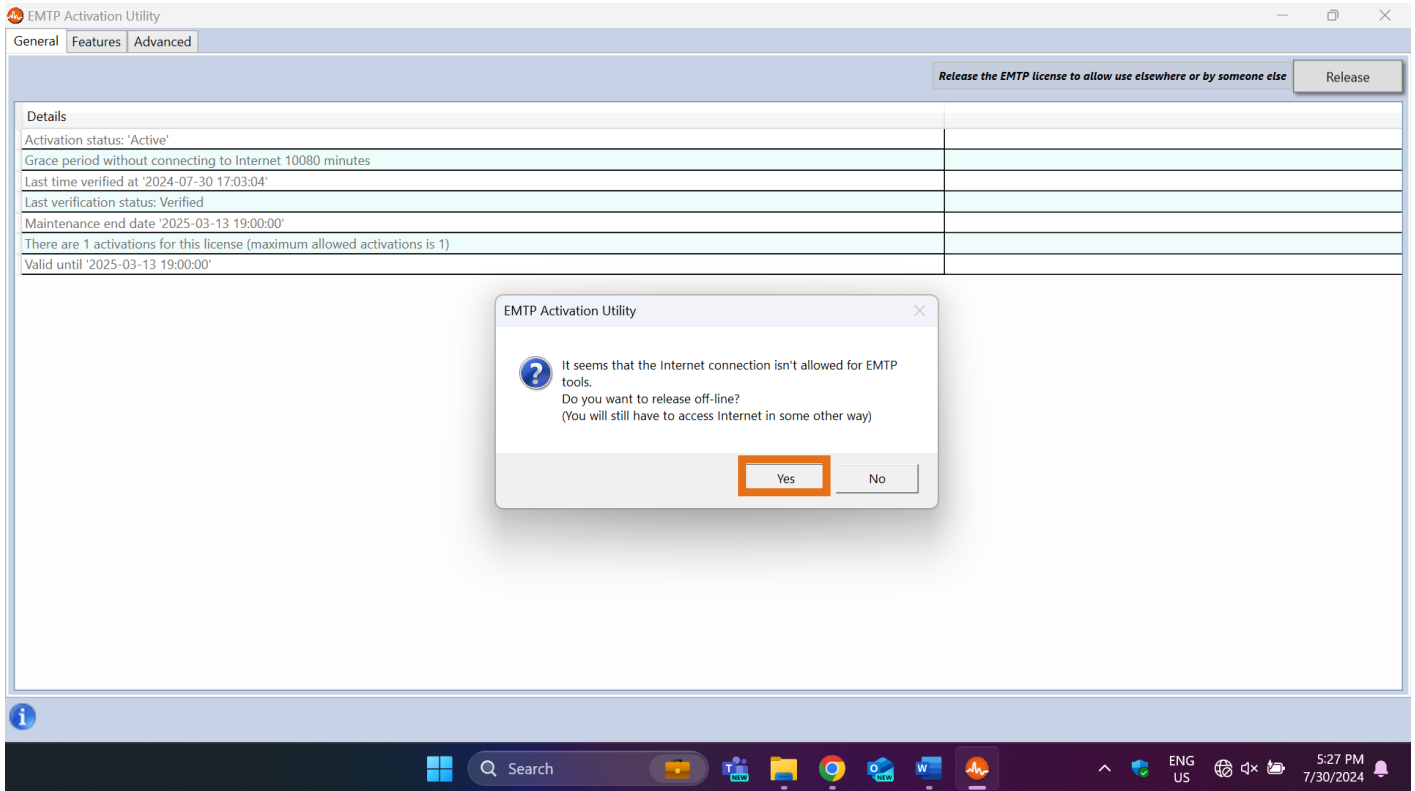 EMTP Activation Utility
General Features Advanced
Release the EMTP license to allow use elsewhere or by someone else Release
Details
Activation status: 'Active'
Grace period without connecting to Internet 10080 minutes
Last time verified at '2024-07-30 17:03:04'
Last verification status: Verified
Maintenance end date '2025-03-13 19:00:00'
There are 1 activations for this license (maximum allowed activations is 1)
Valid until '2025-03-13 19:00:00'
EMTP Activation Utility
It seems that the Internet connection isn't allowed for EMTP
tools.
Do you want to release off-line?
(You will still have to access Internet in some other way)
Yes No
Search
NEW
NEW
ENG
US
5:27 PM
7/30/2024